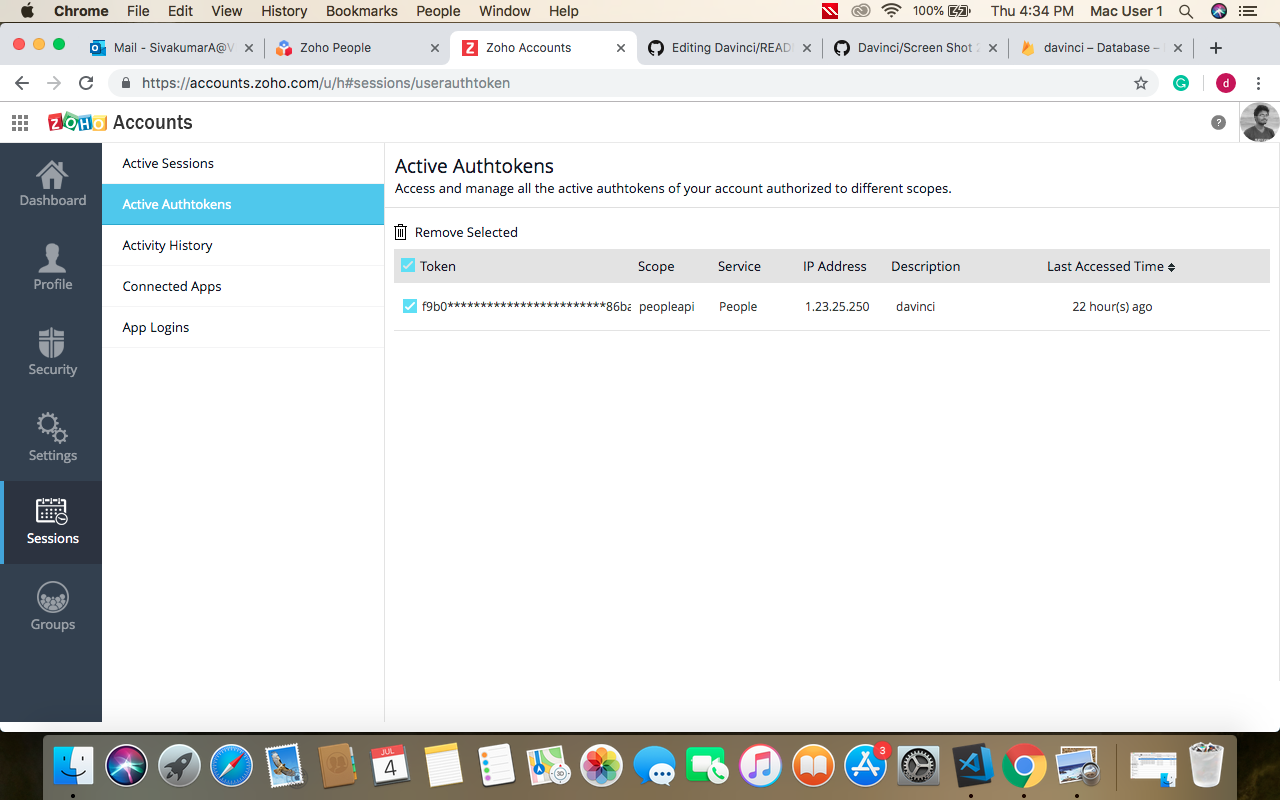 Chrome File Edit View History Bookmarks People Window Help 100% Thu 4:34 PM Mac User 1
Mail - SivakumarA@V Zoho People Zoho Accounts Editing Davinci/READ Davinci/Screen Shot davinci – Database –
https://accounts.zoho.com/u/h#sessions/userauthtoken d
ZOHO Accounts ?
Dashboard
Profile
Security
Settings
Sessions
Groups
Active Sessions
Active Authtokens
Activity History
Connected Apps
App Logins
Active Authtokens
Access and manage all the active authtokens of your account authorized to different scopes.
Remove Selected
Token Scope Service IP Address Description Last Accessed Time
f9b0************************86ba peopleapi People 1.23.25.250 davinci 22 hour(s) ago
JUL
4
3D
3